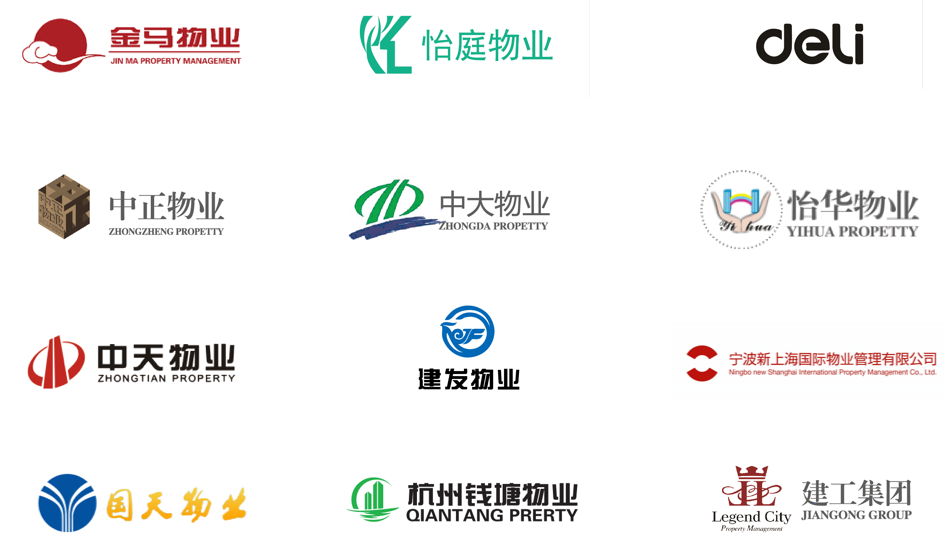 金马物业
JIN MA PROPERTY MANAGEMENT
怡庭物业
deli
中正物业
ZHONGZHENG PROPETTY
中大物业
ZHONGDA PROPETTY
Yi hua
怡华物业
YIHUA PROPETTY
中天物业
ZHONGTIAN PROPERTY
JF
建发物业
宁波新上海国际物业管理有限公司
Ningbo new Shanghai International Property Management Co., Ltd.
国天物业
杭州钱塘物业
QIANTANG PRERTY
Legend City
Property Management
建工集团
JIANGONG GROUP